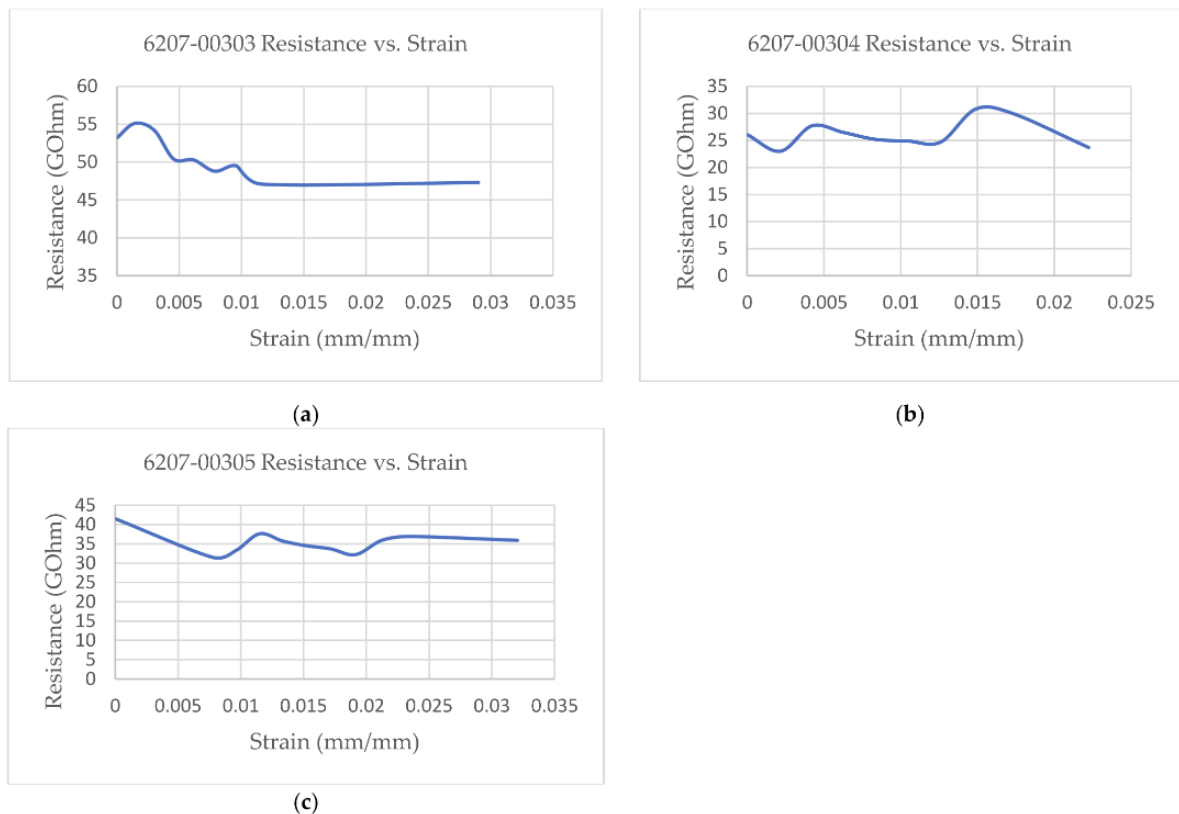 6207-00303 Resistance vs. Strain
Resistance (GOhm)
60
55
50
45
40
35
0 0.005 0.01 0.015 0.02 0.025 0.03 0.035
Strain (mm/mm)
(a)
6207-00304 Resistance vs. Strain
Resistance (GOhm)
35
30
25
20
15
10
5
0
0 0.005 0.01 0.015 0.02 0.025
Strain (mm/mm)
(b)
6207-00305 Resistance vs. Strain
Resistance (GOhm)
45
40
35
30
25
20
15
10
5
0
0 0.005 0.01 0.015 0.02 0.025 0.03 0.035
Strain (mm/mm)
(c)